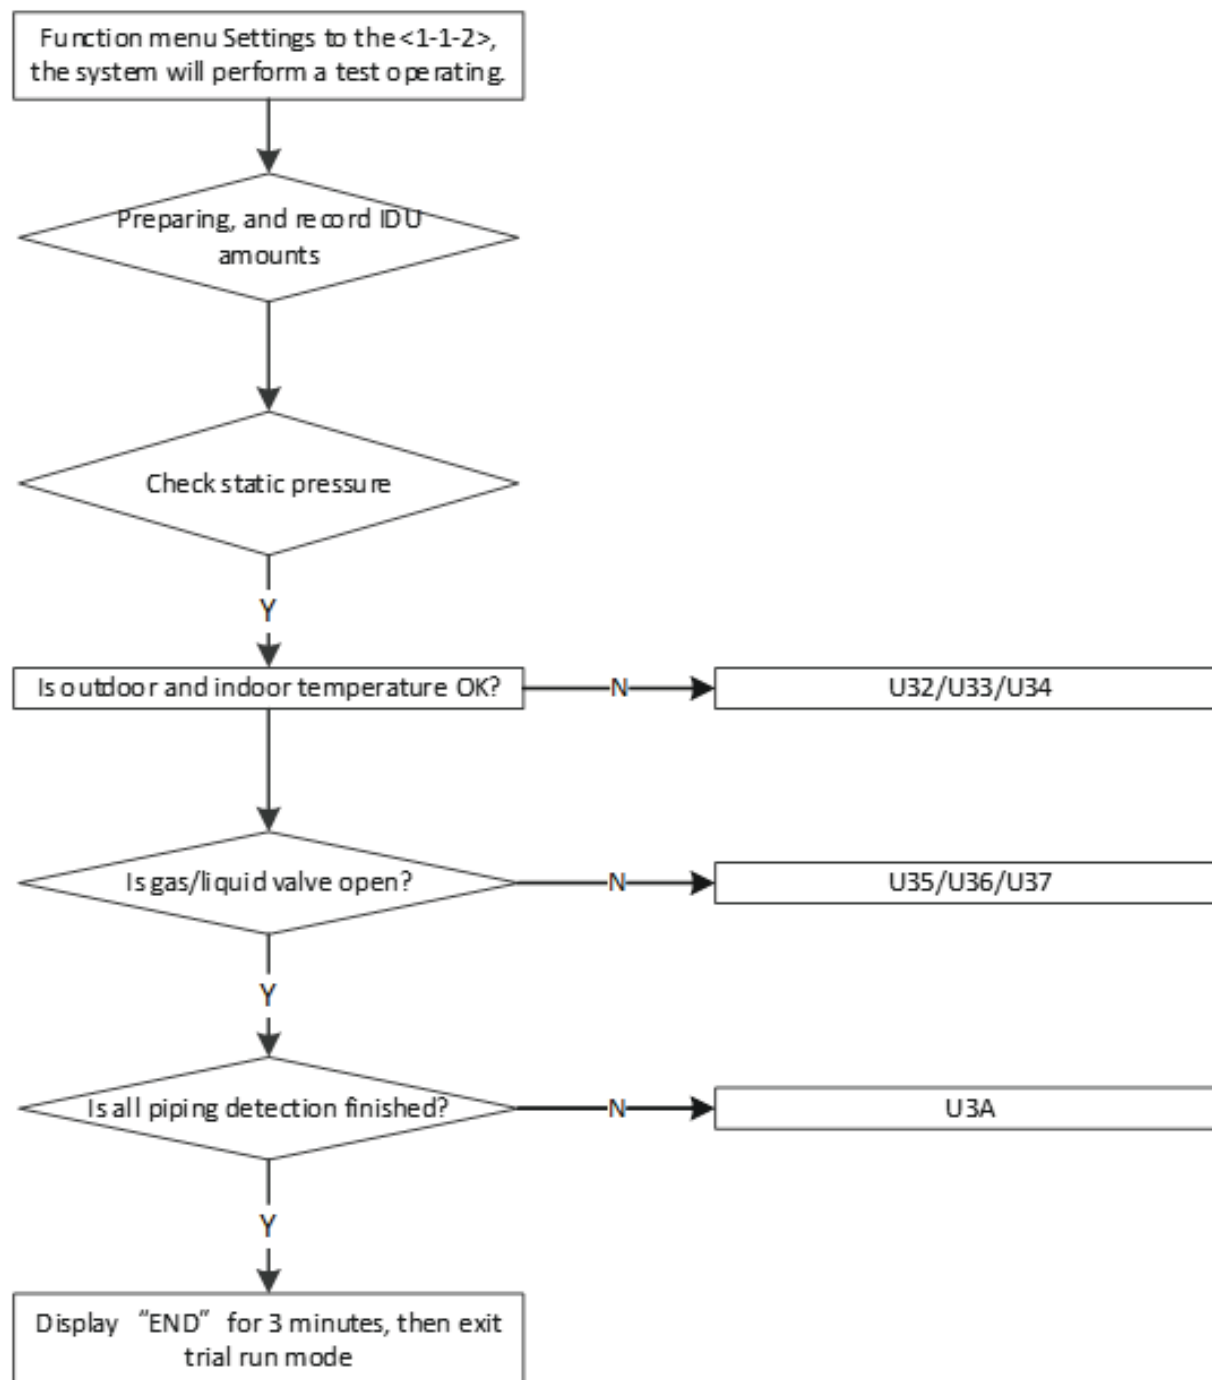 Function menu Settings to the <1-1-2>,
the system will perform a test operating.
Preparing, and record IDU
amounts
Check static pressure
Y
Is outdoor and indoor temperature OK?
N
U32/U33/U34
Is gas/liquid valve open?
N
U35/U36/U37
Y
Is all piping detection finished?
N
U3A
Y
Display “END” for 3 minutes, then exit
trial run mode